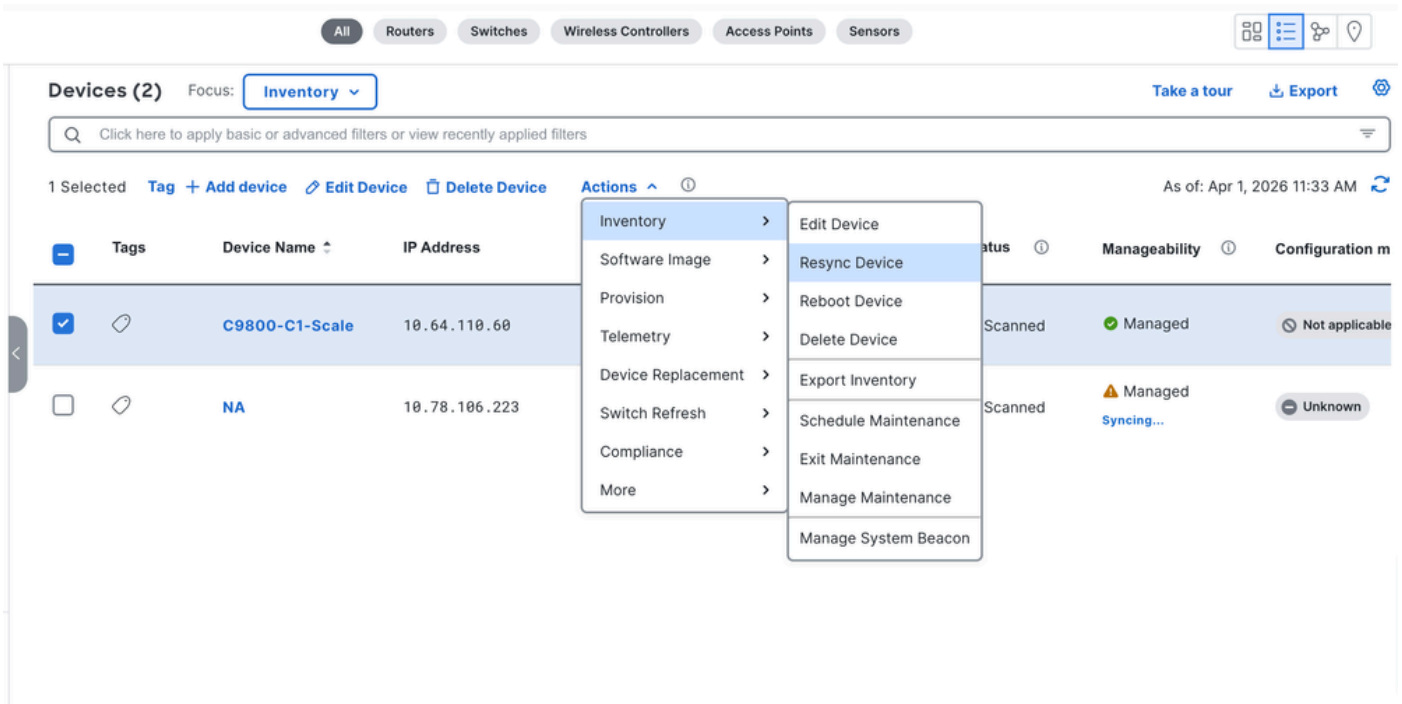 All Routers Switches Wireless Controllers Access Points Sensors
Devices (2) Focus: Inventory Take a tour Export
Click here to apply basic or advanced filters or view recently applied filters
1 Selected Tag + Add device Edit Device Delete Device Actions As of: Apr 1, 2026 11:33 AM
Tags Device Name IP Address atus Manageability Configuration m
C9800-C1-Scale 10.64.110.60 Scanned Managed Not applicable
NA 10.78.106.223 Scanned Managed Unknown
Syncing...
Inventory
Software Image
Provision
Telemetry
Device Replacement
Switch Refresh
Compliance
More
Edit Device
Resync Device
Reboot Device
Delete Device
Export Inventory
Schedule Maintenance
Exit Maintenance
Manage Maintenance
Manage System Beacon